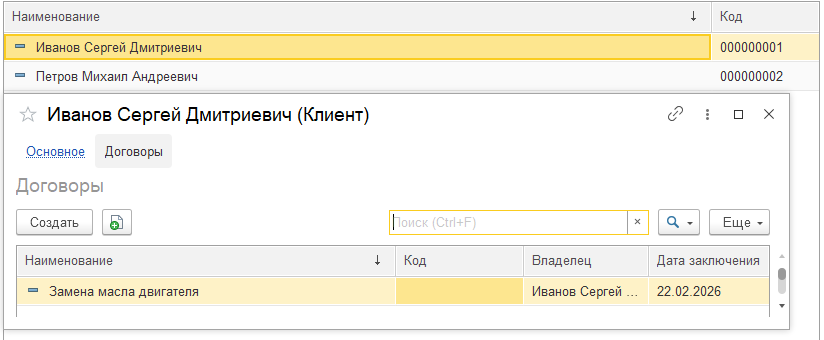 Наименование ↓ Код
Иванов Сергей Дмитриевич 000000001
Петров Михаил Андреевич 000000002
Иванов Сергей Дмитриевич (Клиент)
Основное Договоры
Договоры
Создать Поиск (Ctrl+F) × Еще
Наименование ↓ Код Владелец Дата заключения
Замена масла двигателя Иванов Сергей ... 22.02.2026